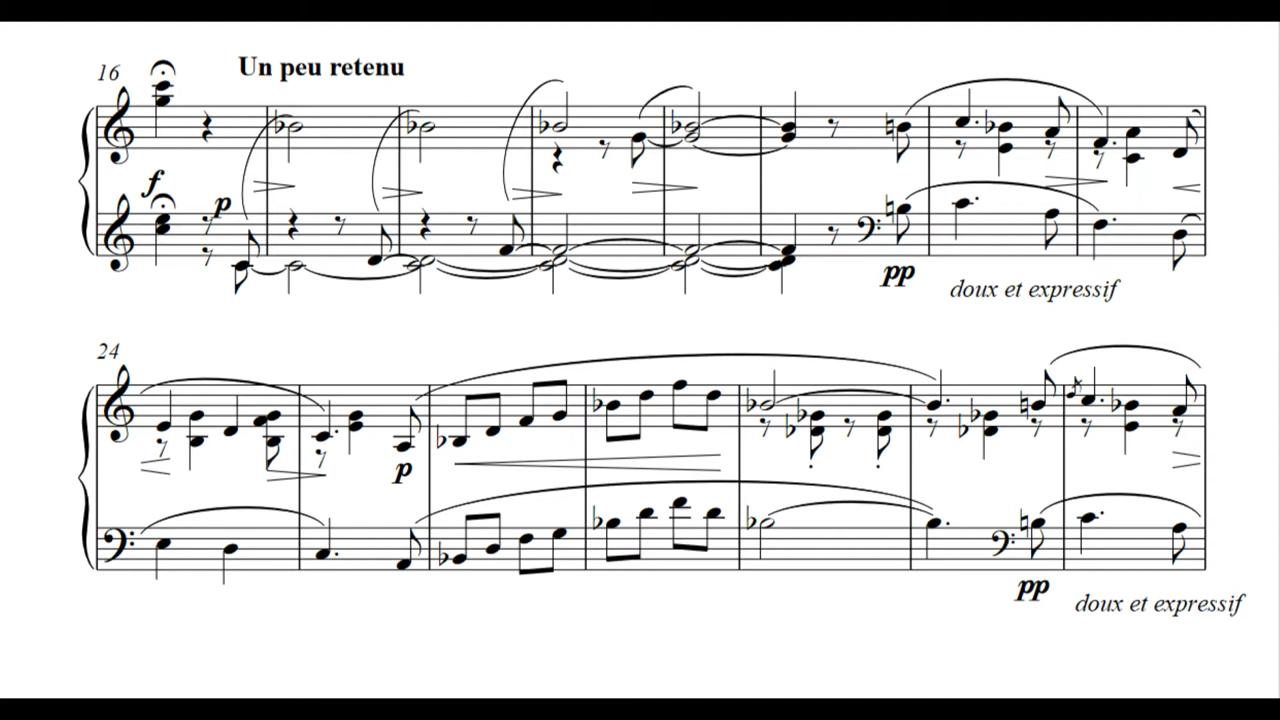 16
Un peu retenu
f
p
pp
doux et expressif
24
p
pp
doux et expressif